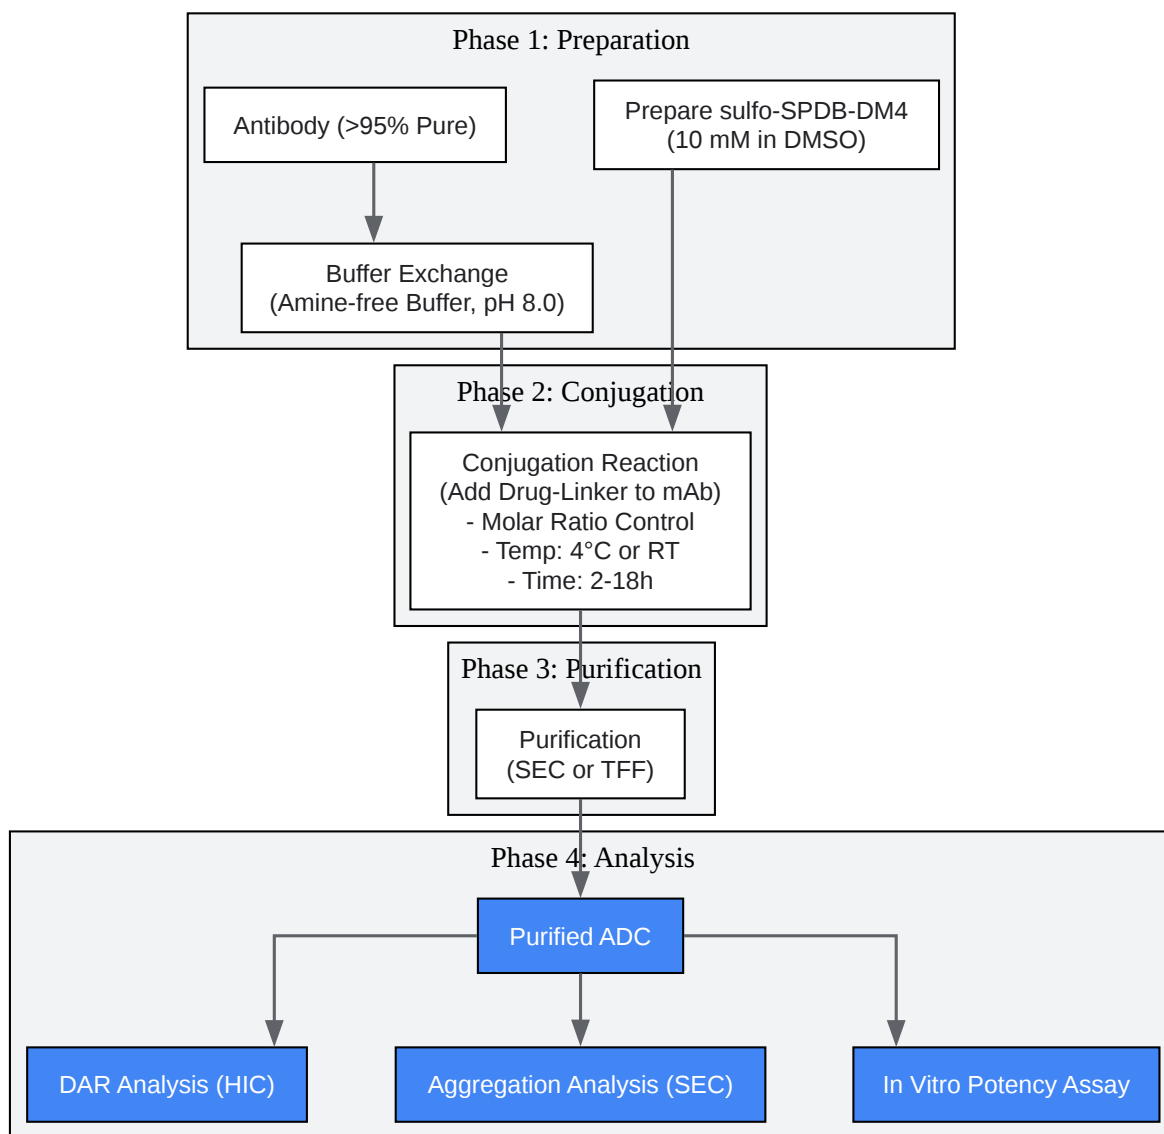 Phase 1: Preparation
Antibody (>95% Pure)
Prepare sulfo-SPDB-DM4
(10 mM in DMSO)
Buffer Exchange
(Amine-free Buffer, pH 8.0)
Phase 2: Conjugation
Conjugation Reaction
(Add Drug-Linker to mAb)
- Molar Ratio Control
- Temp: 4°C or RT
- Time: 2-18h
Phase 3: Purification
Purification
(SEC or TFF)
Phase 4: Analysis
Purified ADC
DAR Analysis (HIC)
Aggregation Analysis (SEC)
In Vitro Potency Assay